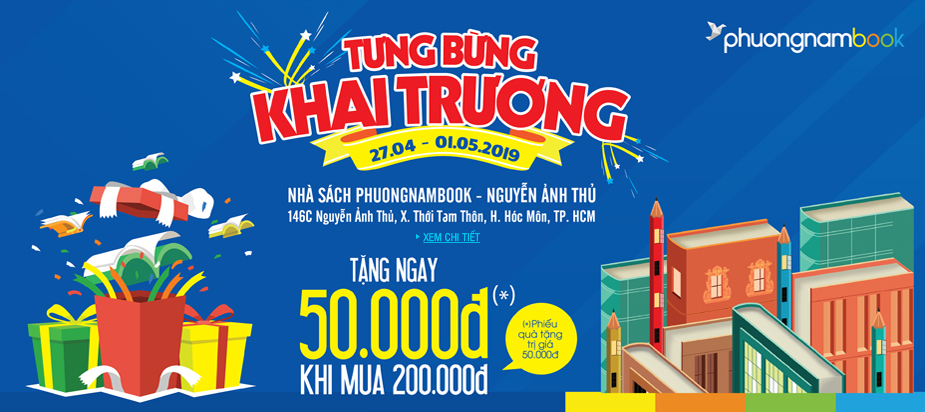 phuongnambook
TƯNG BỪNG
KHAI TRƯƠNG
27.04 - 01.05.2019
NHÀ SÁCH PHUONGNAMBOOK - NGUYỄN ẢNH THỦ
146C Nguyễn Ảnh Thủ, X. Thới Tam Thôn, H. Hóc Môn, TP. HCM
XEM CHI TIẾT
TẶNG NGAY
50.000đ(*)
KHI MUA 200.000đ
(*)Phiếu
quà tặng
trị giá
50.000đ